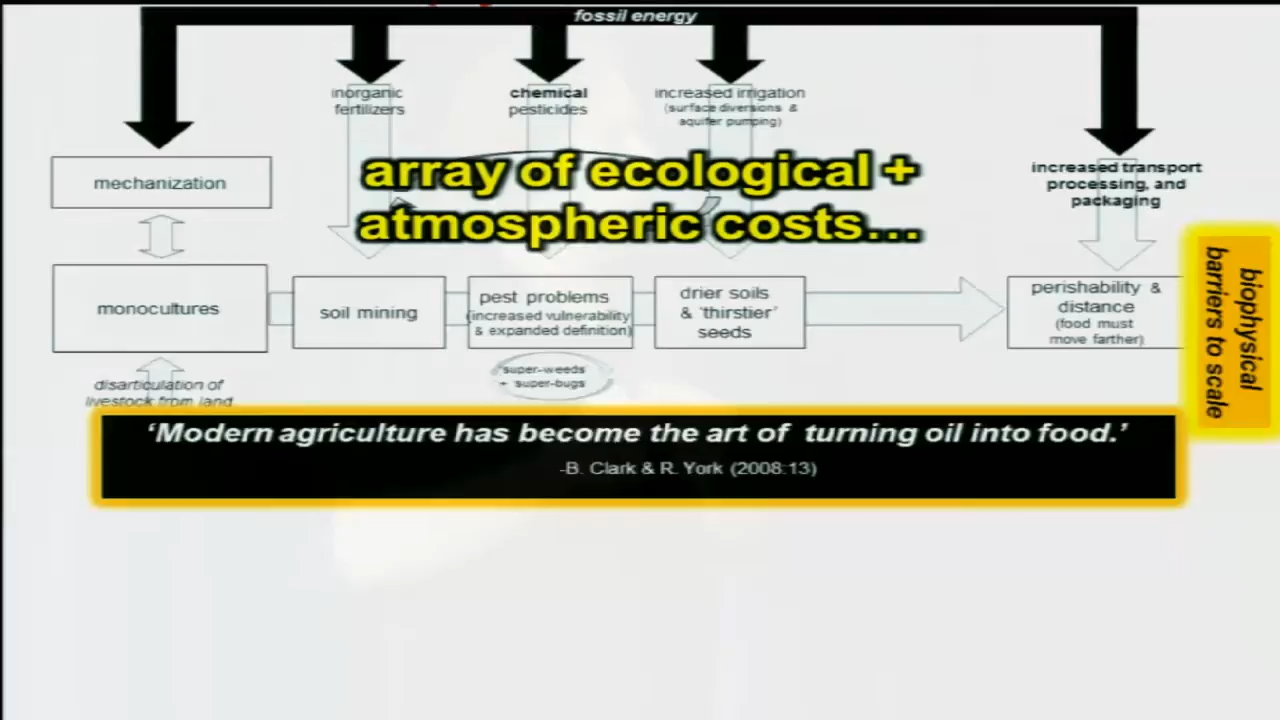 fossil energy
inorganic
fertilizers
chemical
pesticides
increased irrigation
(surface diversions &
aquifer pumping)
increased transport
processing, and
packaging
mechanization
array of ecological +
atmospheric costs...
monocultures
soil mining
pest problems
(increased vulnerability
& expanded definition)
drier soils
& 'thirstier'
seeds
perishability &
distance
(food must
move farther)
biophysical
barriers to scale
'super-weeds
+ 'super-bugs
disarticulation of
livestock from land
'Modern agriculture has become the art of turning oil into food.'
-B. Clark & R. York (2008:13)